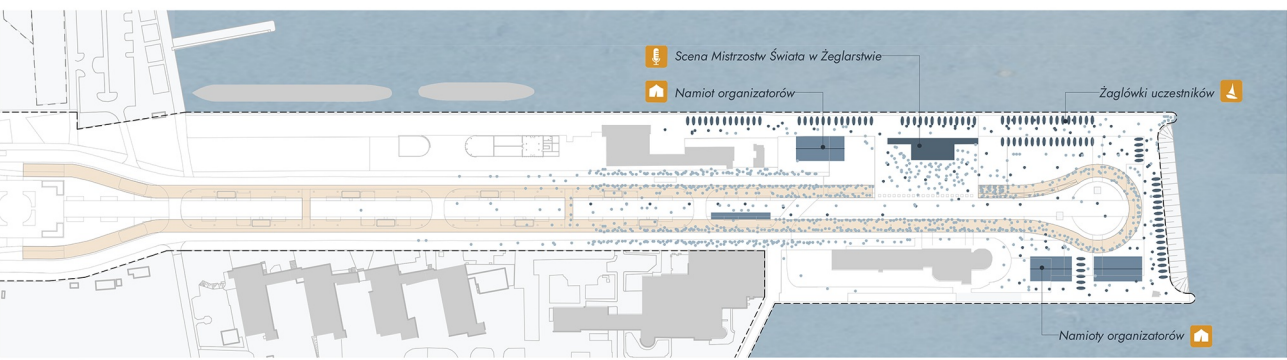 Scena Mistrzostw Świata w Żeglarstwie
Namiot organizatorów
Żaglówki uczestników
Namioty organizatorów